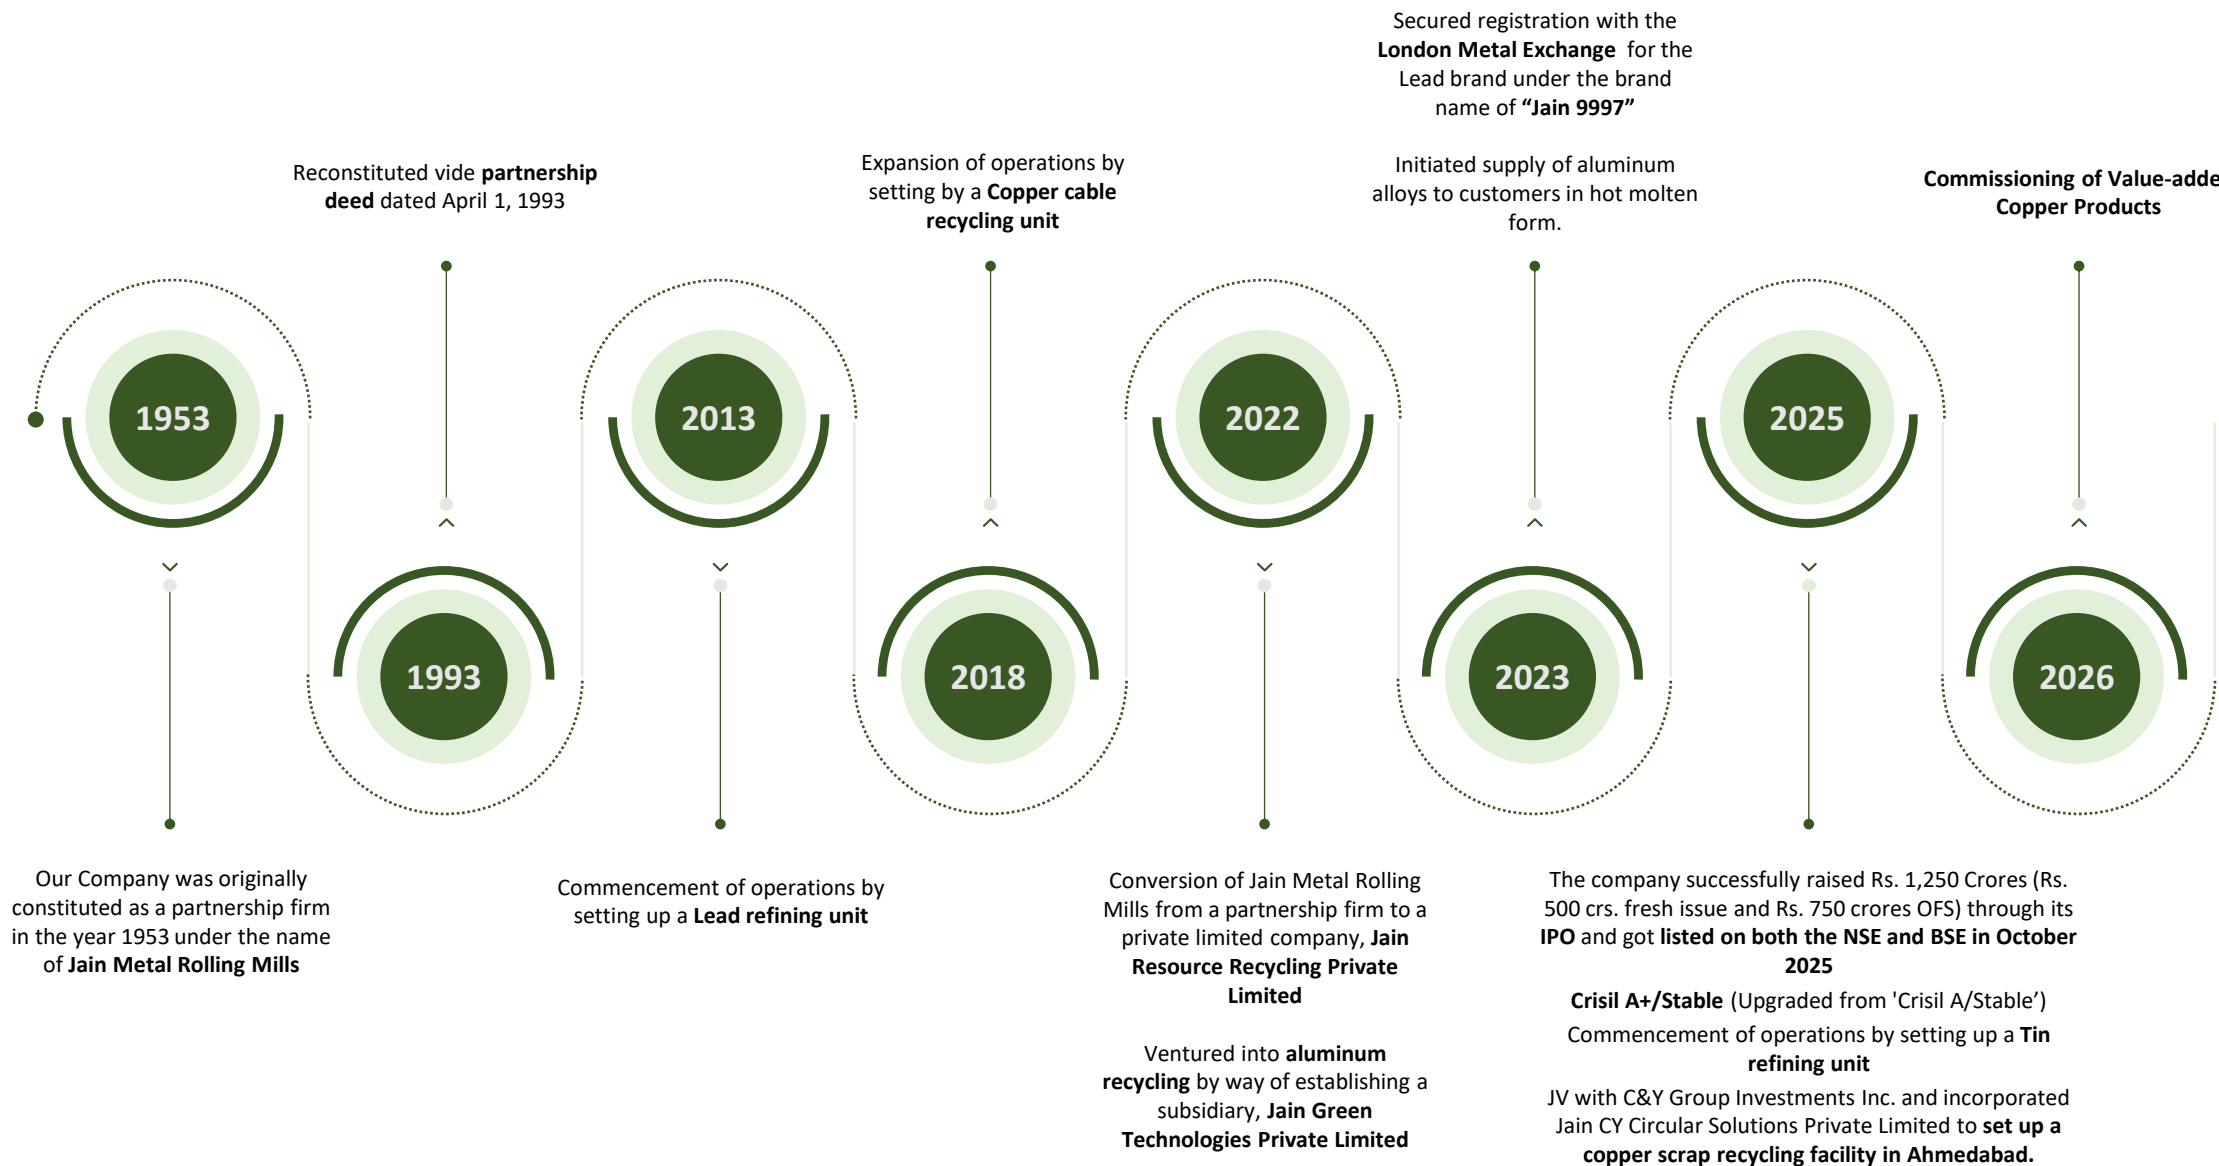 1953
Our Company was originally
constituted as a partnership firm
in the year 1953 under the name
of Jain Metal Rolling Mills
Reconstituted vide partnership
deed dated April 1, 1993
1993
2013
Commencement of operations by
setting up a Lead refining unit
Expansion of operations by
setting by a Copper cable
recycling unit
2018
2022
Conversion of Jain Metal Rolling
Mills from a partnership firm to a
private limited company, Jain
Resource Recycling Private
Limited
Ventured into aluminum
recycling by way of establishing a
subsidiary, Jain Green
Technologies Private Limited
Secured registration with the
London Metal Exchange for the
Lead brand under the brand
name of “Jain 9997”
Initiated supply of aluminum
alloys to customers in hot molten
form.
2023
2025
The company successfully raised Rs. 1,250 Crores (Rs.
500 crs. fresh issue and Rs. 750 crores OFS) through its
IPO and got listed on both the NSE and BSE in October
2025
Crisil A+/Stable (Upgraded from 'Crisil A/Stable’)
Commencement of operations by setting up a Tin
refining unit
JV with C&Y Group Investments Inc. and incorporated
Jain CY Circular Solutions Private Limited to set up a
copper scrap recycling facility in Ahmedabad.
Commissioning of Value-adde
Copper Products
2026